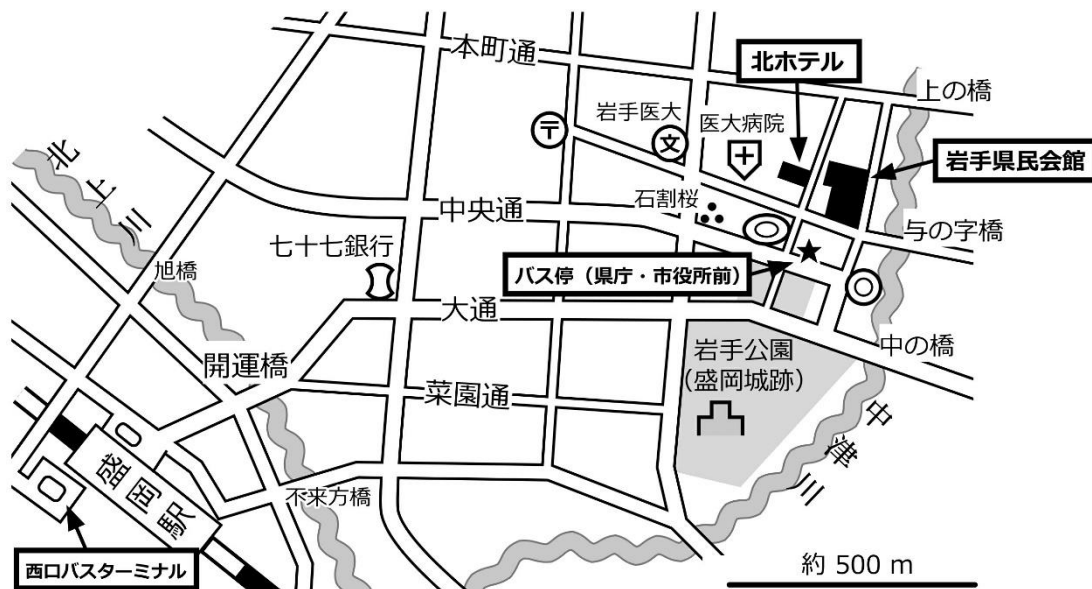 本町通
北ホテル
上の橋
岩手医大
医大病院
〒
文
岩手県民会館
北上川
石割桜
中央通
与の字橋
七十七銀行
旭橋
バス停（県庁・市役所前）
大通
中の橋
開運橋
岩手公園
（盛岡城跡）
菜園通
中津川
盛岡駅
不来方橋
西口バスターミナル
約 500 m